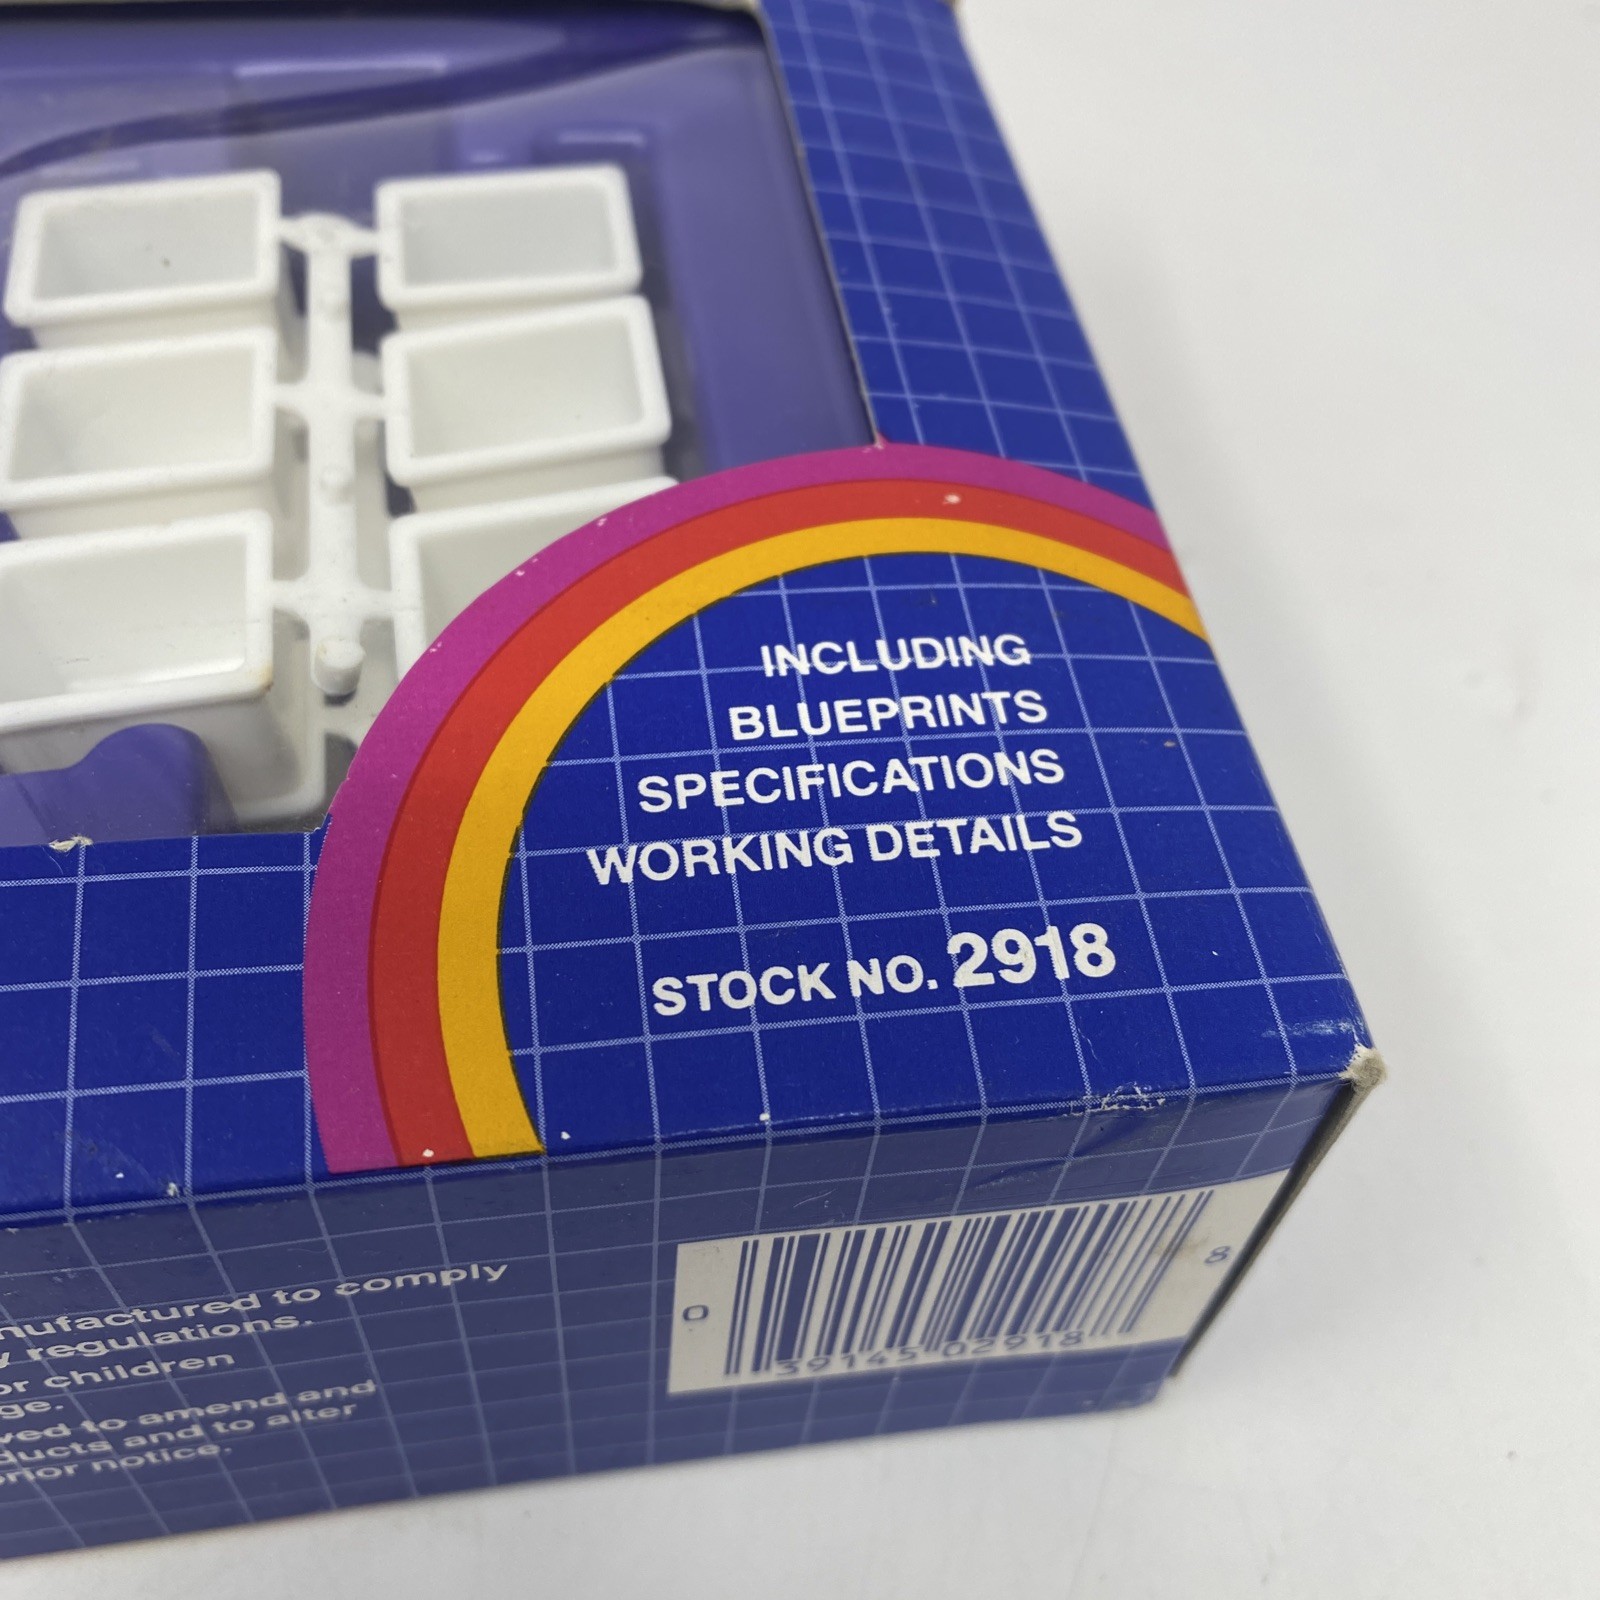 INCLUDING
BLUEPRINTS
SPECIFICATIONS
WORKING DETAILS
STOCK NO. 2918
nufactured to comply
y regulations.
or children
ge.
ved to amend and
ducts and to alter
prior notice.
0 39145 02918 8